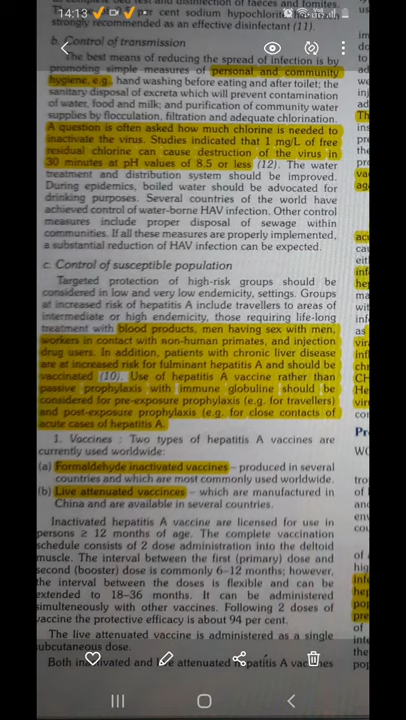 14:13
cent sodium hypochlori
strongly recommended as an effective disinfectant (11).
b. Control of transmission
The best means of reducing the spread of infection is by
promoting simple measures of personal and community
hygiene, e.g., hand washing before eating and after toilet; the
sanitary disposal of excreta which will prevent contamination
of water, food and milk; and purification of community water
supplies by flocculation, filtration and adequate chlorination.
A question is often asked how much chlorine is needed to
inactivate the virus. Studies indicated that 1 mg/L of free
residual chlorine can cause destruction of the virus in
30 minutes at pH values of 8.5 or less (12). The water
treatment and distribution system should be improved.
During epidemics, boiled water should be advocated for
drinking purposes. Several countries of the world have
achieved control of water-borne HAV infection. Other control
measures include proper disposal of sewage within
communities. If all these measures are properly implemented,
a substantial reduction of HAV infection can be expected.
c. Control of susceptible population
Targeted protection of high-risk groups should be
considered in low and very low endemicity, settings. Groups
at increased risk of hepatitis A include travellers to areas of
intermediate or high endemicity, those requiring life-long
treatment with blood products, men having sex with men,
workers in contact with non-human primates, and injection
drug users. In addition, patients with chronic liver disease
are at increased risk for fulminant hepatitis A and should be
vaccinated (10). Use of hepatitis A vaccine rather than
passive prophylaxis with immune globuline should be
considered for pre-exposure prophylaxis (e.g. for travellers)
and post-exposure prophylaxis (e.g. for close contacts of
acute cases of hepatitis A.
1. Vaccines : Two types of hepatitis A vaccines are
currently used worldwide:
(a) Formaldehyde inactivated vaccines – produced in several
countries and which are most commonly used worldwide.
(b) Live attenuated vaccinces – which are manufactured in
China and are available in several countries.
Inactivated hepatitis A vaccine are licensed for use in
persons ≥ 12 months of age. The complete vaccination
schedule consists of 2 dose administration into the deltoid
muscle. The interval between the first (primary) dose and
second (booster) dose is commonly 6–12 months; however,
the interval between the doses is flexible and can be
extended to 18–36 months. It can be administered
simulteneously with other vaccines. Following 2 doses of
vaccine the protective efficacy is about 94 per cent.
The live attenuated vaccine is administered as a single
subcutaneous dose.
Both inactivated and live attenuated hepatitis A vaccines